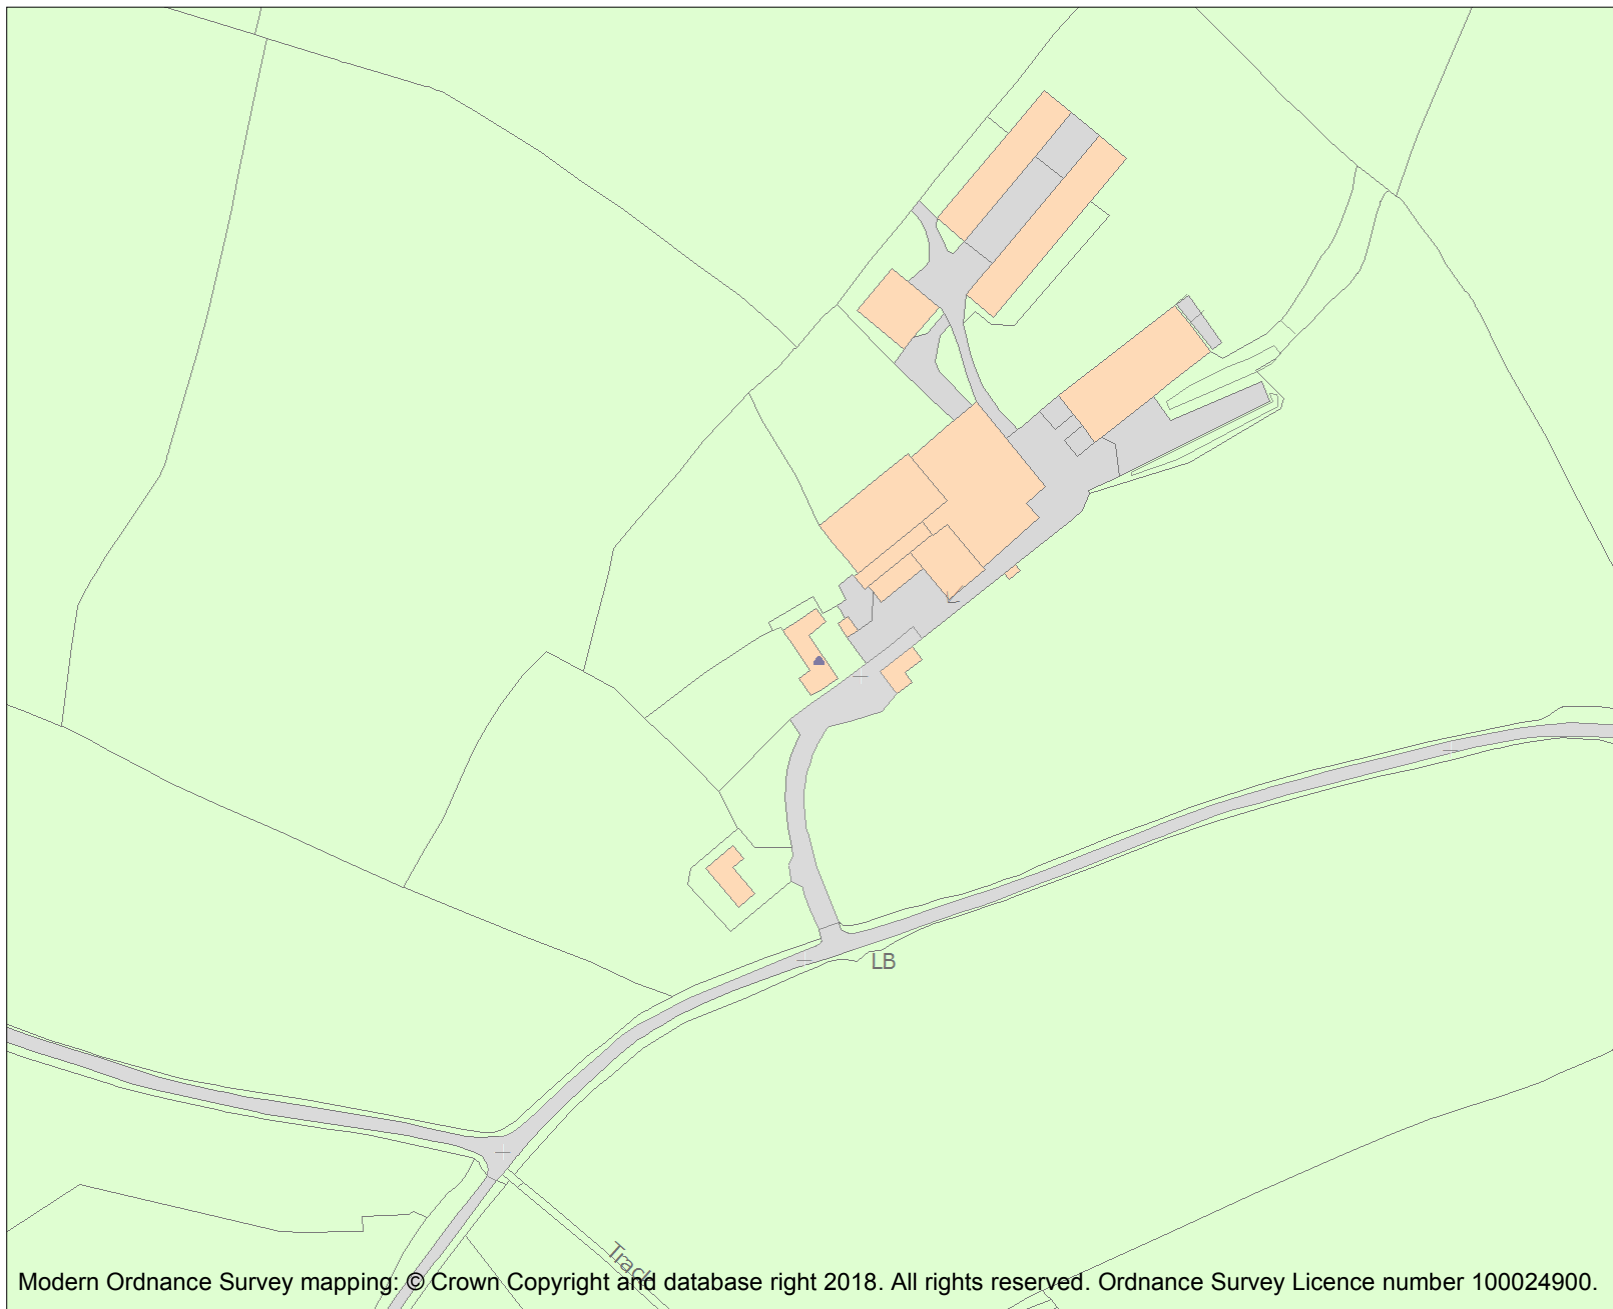 LB
Track
Modern Ordnance Survey mapping: © Crown Copyright and database right 2018. All rights reserved. Ordnance Survey Licence number 100024900.